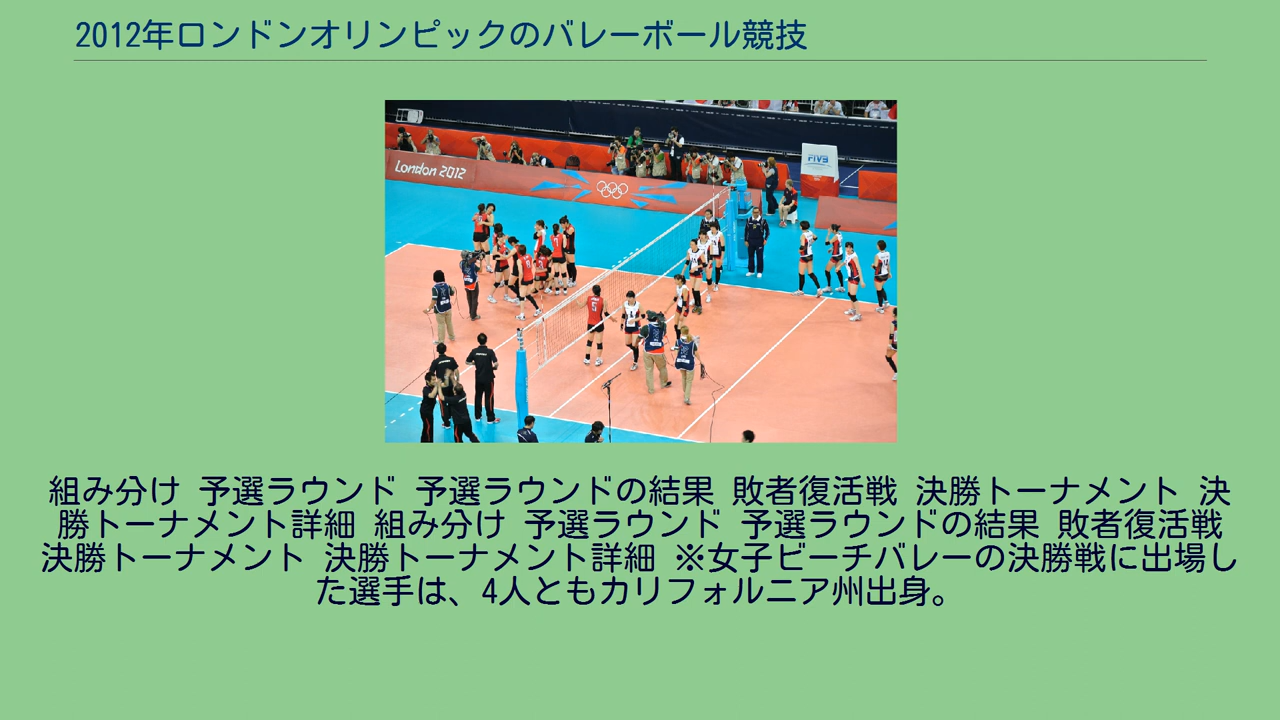 2012年ロンドンオリンピックのバレーボール競技
London 2012
FIVB
5
1
組み分け 予選ラウンド 予選ラウンドの結果 敗者復活戦 決勝トーナメント 決
勝トーナメント詳細 組み分け 予選ラウンド 予選ラウンドの結果 敗者復活戦
決勝トーナメント 決勝トーナメント詳細 ※女子ビーチバレーの決勝戦に出場し
た選手は、4人ともカリフォルニア州出身。